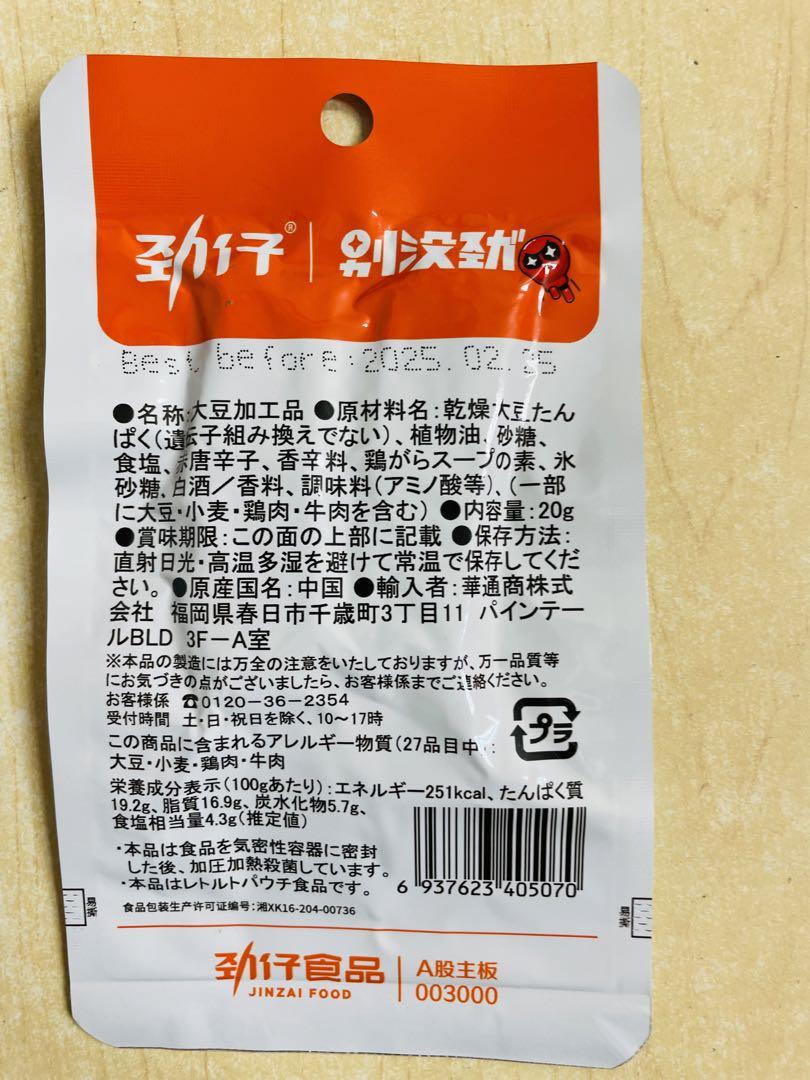 劲仔® | 别没劲
Best before:2025.02.25
●名称:大豆加工品 ●原材料名:乾燥大豆たん
ぱく(遺伝子組み換えでない)、植物油、砂糖、
食塩、赤唐辛子、香辛料、鶏がらスープの素、氷
砂糖、白酒/香料、調味料(アミノ酸等)、(一部
に大豆・小麦・鶏肉・牛肉を含む) ●内容量:20g
●賞味期限:この面の上部に記載 ●保存方法:
直射日光・高温多湿を避けて常温で保存してくだ
さい。 ●原産国名:中国 ●輸入者:華通商株式
会社 福岡県春日市千歳町3丁目11 パインテー
ルBLD 3F-A室
※本品の製造には万全の注意をいたしておりますが、万一品質等
にお気づきの点がございましたら、お客様係までご連絡ください。
お客様係 ☎0120-36-2354
受付時間 土・日・祝日を除く、10〜17時
プラ
この商品に含まれるアレルギー物質(27品目中):
大豆・小麦・鶏肉・牛肉
栄養成分表示(100gあたり):エネルギー251kcal、たんぱく質
19.2g、脂質16.9g、炭水化物5.7g、
食塩相当量4.3g(推定値)
・本品は食品を気密性容器に密封
した後、加圧加熱殺菌しています。
・本品はレトルトパウチ食品です。
6 937623 405070
易撕
易撕
食品包装生产许可证编号:湘XK16-204-00736
劲仔食品 | A股主板
JINZAI FOOD 003000